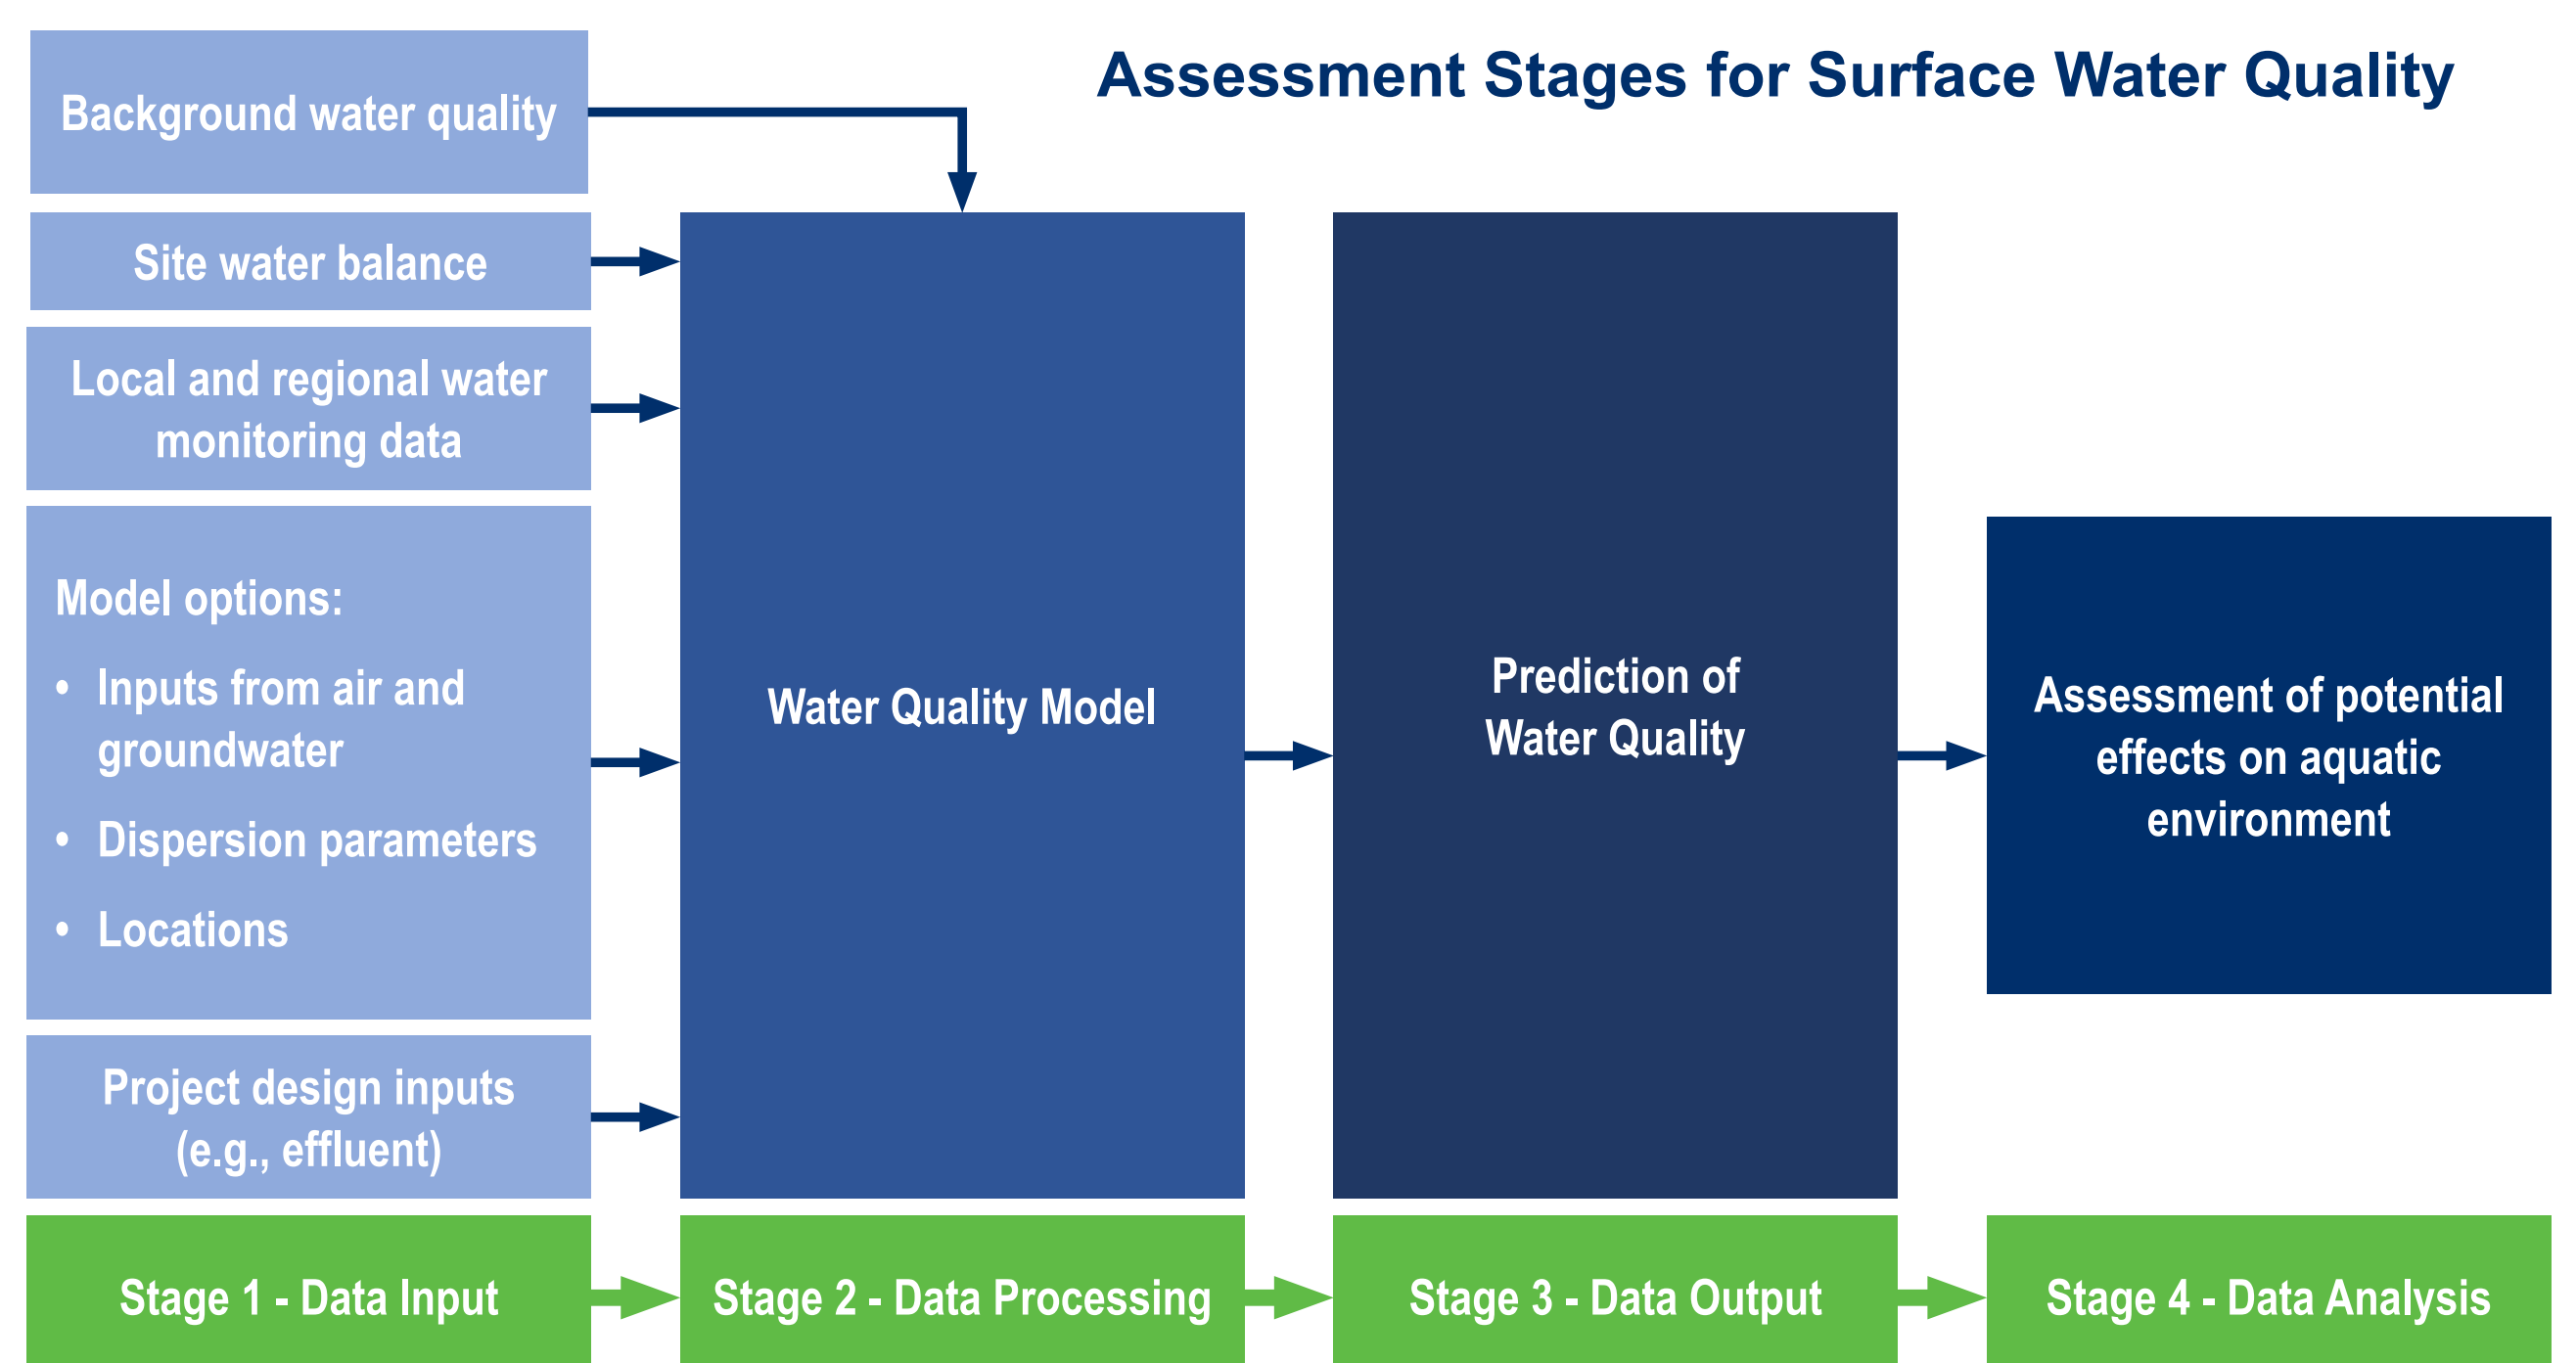 Assessment Stages for Surface Water Quality
Background water quality
Site water balance
Local and regional water
monitoring data
Model options:
• Inputs from air and
groundwater
• Dispersion parameters
• Locations
Project design inputs
(e.g., effluent)
Water Quality Model
Prediction of
Water Quality
Assessment of potential
effects on aquatic
environment
Stage 1 - Data Input
Stage 2 - Data Processing
Stage 3 - Data Output
Stage 4 - Data Analysis